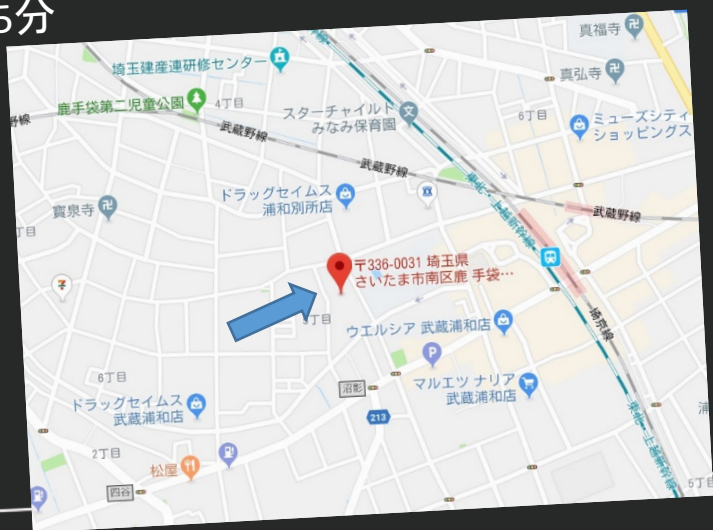 5分
埼玉建産連研修センター
真福寺
真弘寺
鹿手袋第二児童公園
4丁目
スターチャイルド
みなみ保育園
6丁目
ミューズシティ
ショッピングス
野線
武蔵野線
武蔵野線
ドラッグセイムス
浦和別所店
寳泉寺
丁目
武蔵野線
〒336-0031 埼玉県
さいたま市南区鹿 手袋…
丁目
ウエルシア 武蔵浦和店
埼京線
6丁目
沼影
マルエツ ナリア
武蔵浦和店
ドラッグセイムス
武蔵浦和店
213
浦
2丁目
松屋
四谷
5丁目